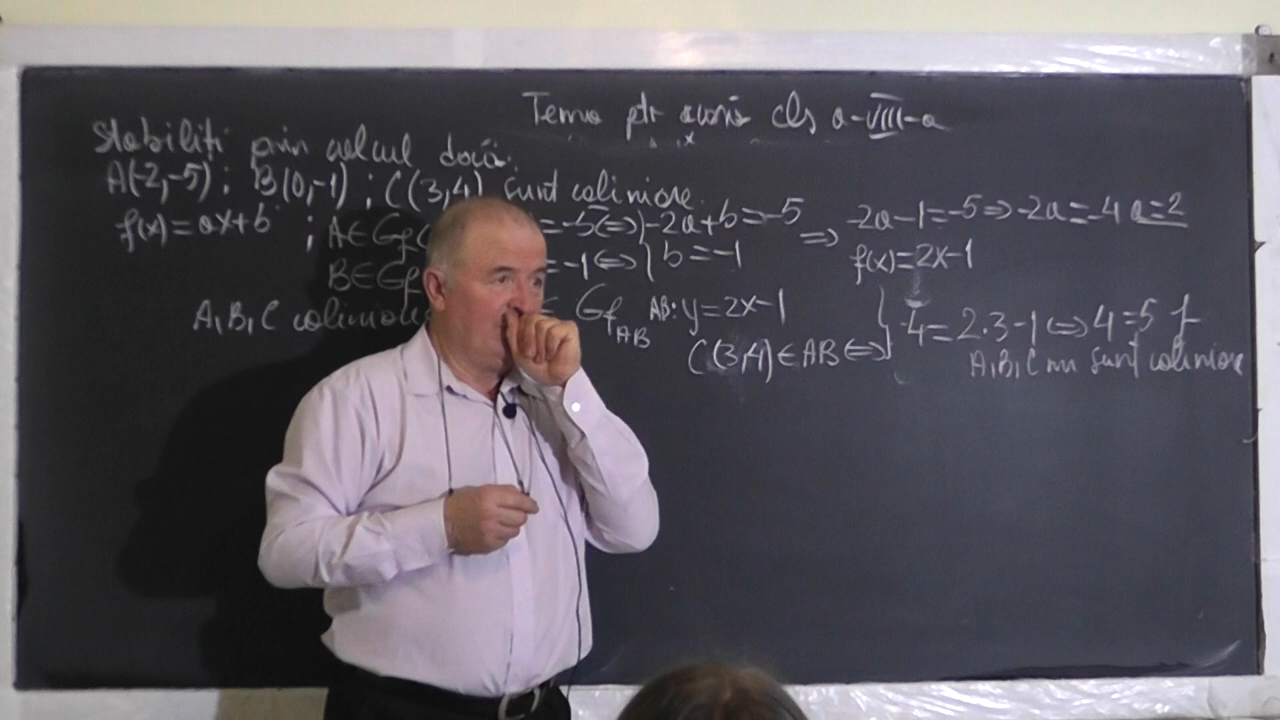 Tema ptr acasă cls a-VIII-a
Stabiliti prin calcul dacă
A(-2,-5); B(0,-1); C(3,4) sunt coliniare.
f(x)=ax+b ; A∈Gf =-5⇔ -2a+b=-5 ⇒ -2a-1=-5⇒-2a=-4 a=2
B∈Gf =-1⇔ b=-1 f(x)=2x-1
A,B,C coliniare ∈ Gf AB AB: y=2x-1
C(3,4)∈AB⇔ 4=2·3-1⇔4=5 f
A,B,C nu sunt coliniare